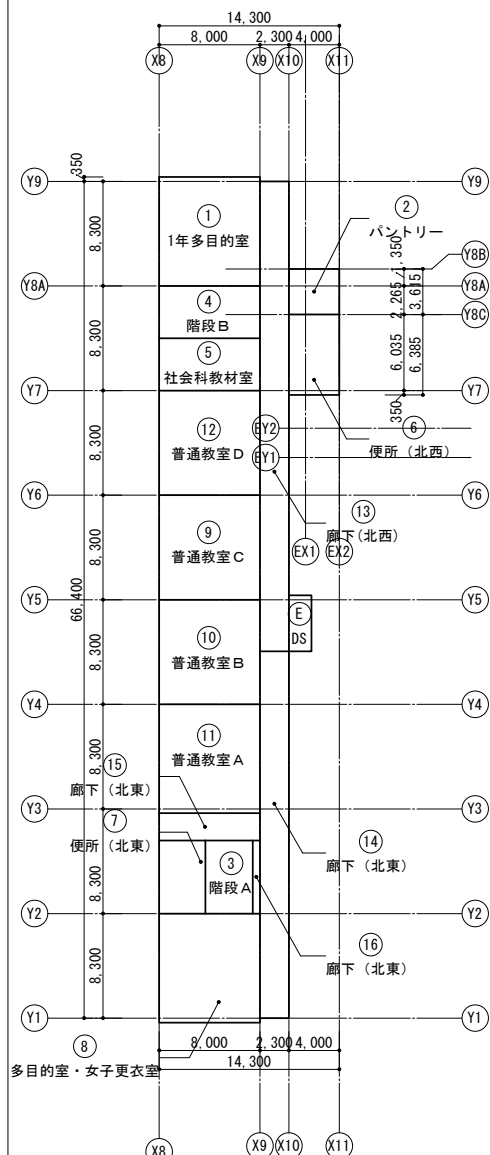 14,300
8,000 2,300 4,000
X8 X9 X10 X11
350
Y9 Y9
① 1年多目的室
② パントリー
8,300
1,350
Y8B
Y8A Y8A
2,265 3,615
Y8C
④ 階段B
⑤ 社会科教材室
8,300
6,035 6,385
Y7 Y7
350
⑥ 便所（北西）
⑫ 普通教室D
EY2
EY1
8,300
Y6 Y6
⑬ 廊下(北西)
⑨ 普通教室C
EX1 EX2
8,300
66,400
Y5 Y5
E
DS
⑩ 普通教室B
8,300
Y4 Y4
⑪ 普通教室A
8,300
⑮ 廊下（北東）
Y3 Y3
⑦ 便所（北東）
⑭ 廊下（北東）
③ 階段A
8,300
Y2 Y2
⑯ 廊下（北東）
8,300
Y1 Y1
⑧ 多目的室・女子更衣室
8,000 2,300 4,000
14,300
X8 X9 X10 X11